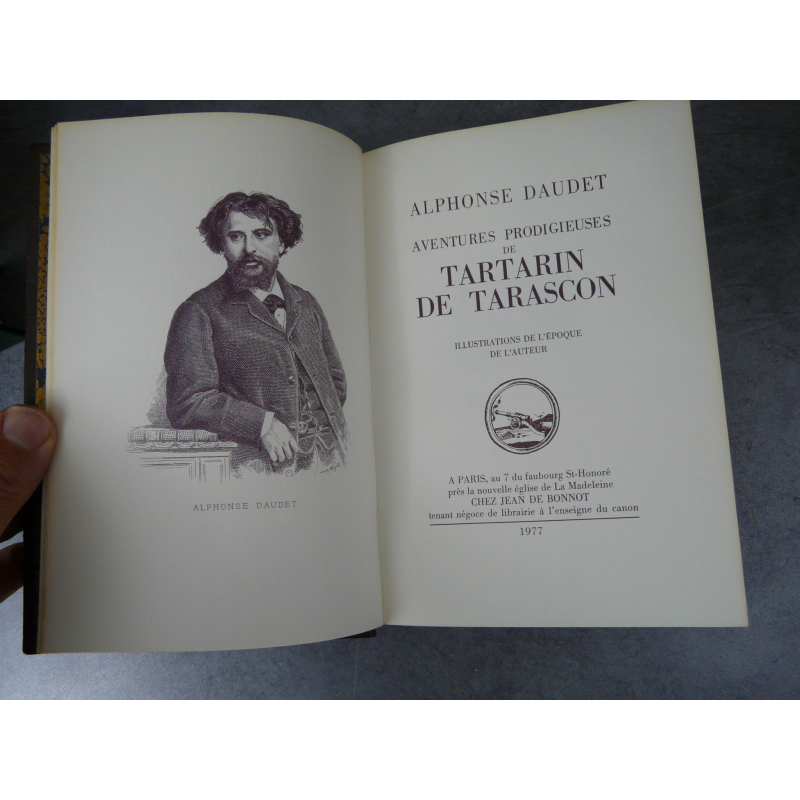 ALPHONSE DAUDET
ALPHONSE DAUDET
AVENTURES PRODIGIEUSES
DE
TARTARIN
DE TARASCON
ILLUSTRATIONS DE L'ÉPOQUE
DE L'AUTEUR
A PARIS, au 7 du faubourg St-Honoré
près la nouvelle église de La Madeleine
CHEZ JEAN DE BONNOT
tenant négoce de librairie à l'enseigne du canon
1977